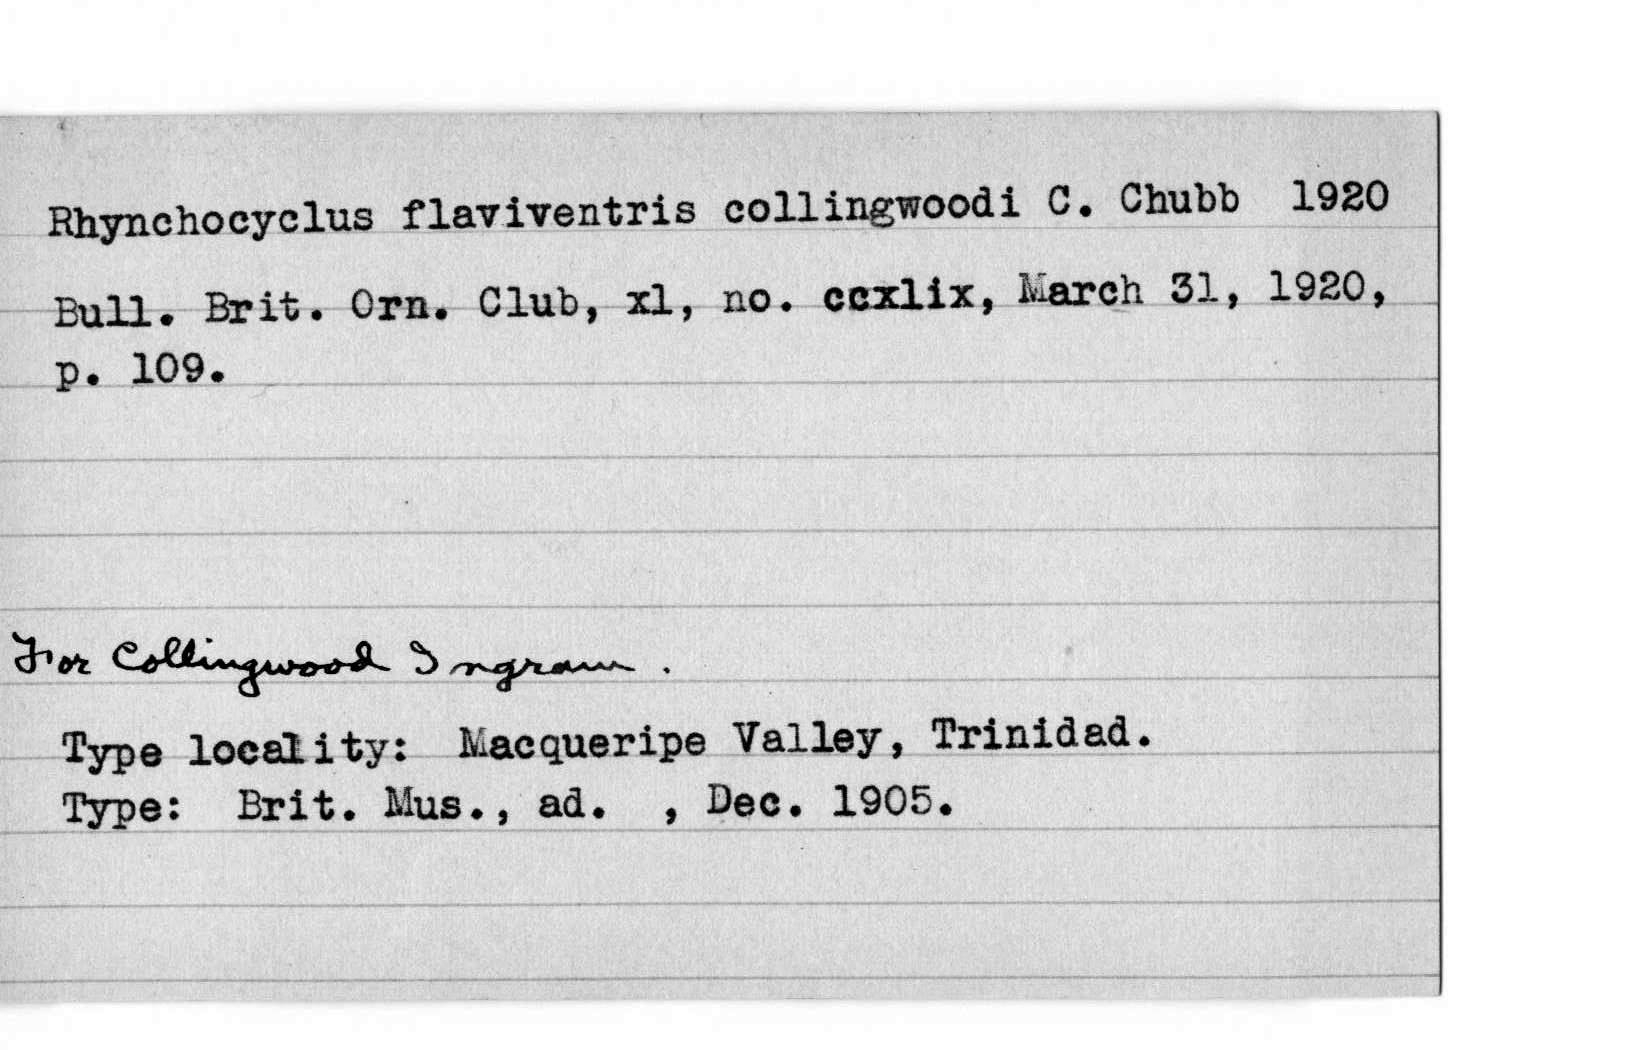 Rhynchocyclus flaviventris collingwoodi C. Chubb 1920
Bull. Brit. Orn. Club, xl, no. ccxlix, March 31, 1920,
p. 109.
For Collingwood Ingram.
Type locality: Macqueripe Valley, Trinidad.
Type: Brit. Mus., ad. , Dec. 1905.